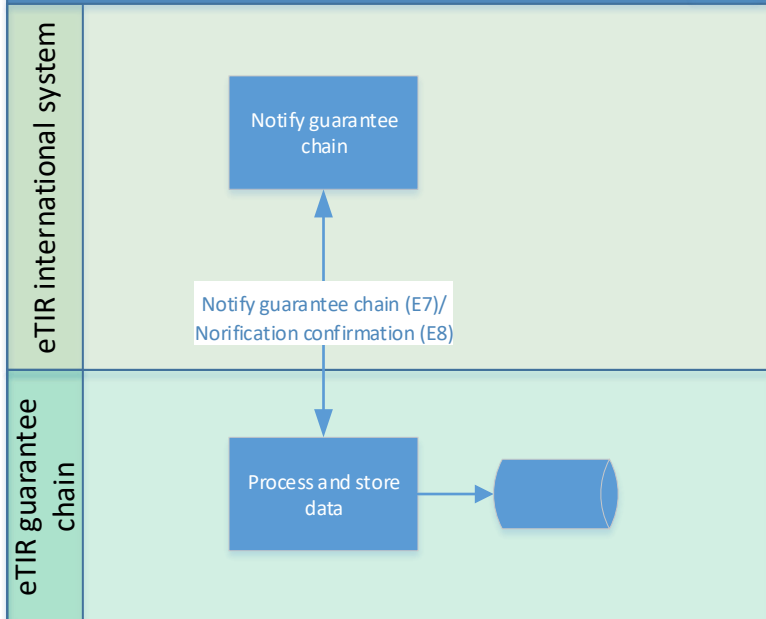 eTIR international system
Notify guarantee
chain
Notify guarantee chain (E7)/
Norification confirmation (E8)
eTIR guarantee
chain
Process and store
data